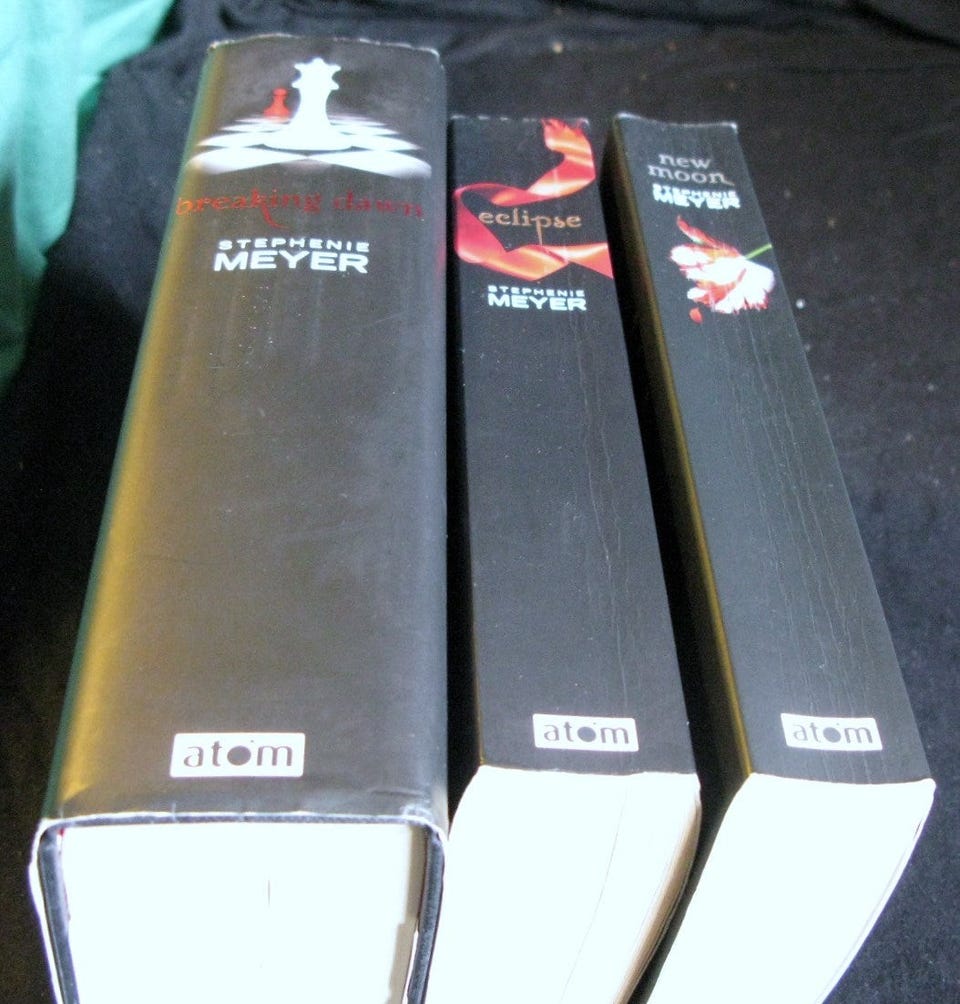 breaking dawn
STEPHENIE
MEYER
atom
eclipse
STEPHENIE
MEYER
atom
new
moon
STEPHENIE
MEYER
atom